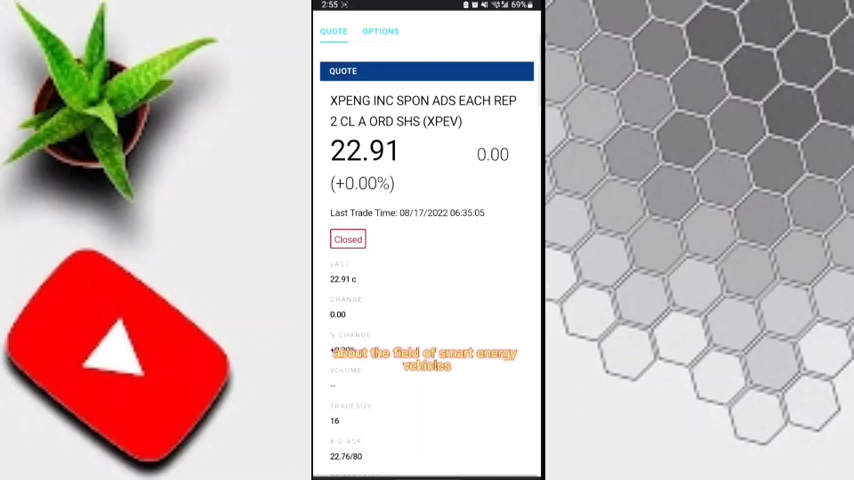 2:55
69%
QUOTE OPTIONS
QUOTE
XPENG INC SPON ADS EACH REP
2 CL A ORD SHS (XPEV)
22.91 0.00
(+0.00%)
Last Trade Time: 08/17/2022 06:35:05
Closed
LAST
22.91 c
CHANGE
0.00
% CHANGE
about the field of smart energy
vehicles
VOLUME
--
TRADESIZE
16
BID-ASK
22.76/80